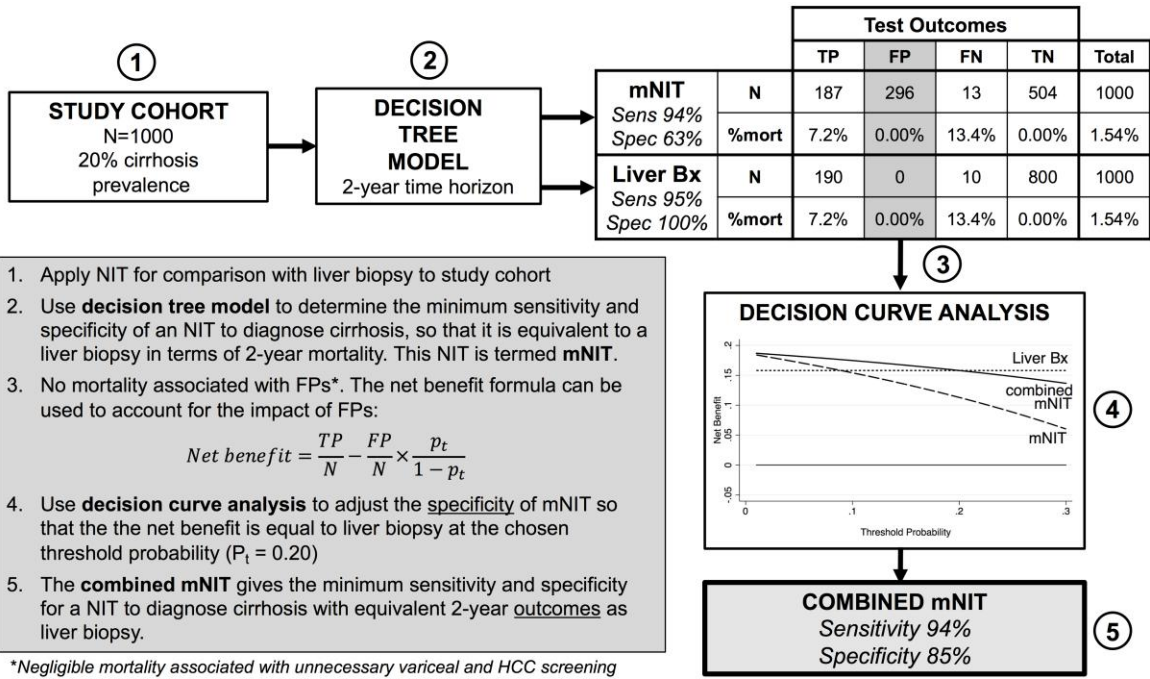 1
STUDY COHORT
N=1000
20% cirrhosis
prevalence
2
DECISION
TREE
MODEL
2-year time horizon
Test Outcomes
TP FP FN TN Total
mNIT
Sens 94%
Spec 63%
N 187 296 13 504 1000
%mort 7.2% 0.00% 13.4% 0.00% 1.54%
Liver Bx
Sens 95%
Spec 100%
N 190 0 10 800 1000
%mort 7.2% 0.00% 13.4% 0.00% 1.54%
3
1. Apply NIT for comparison with liver biopsy to study cohort
2. Use decision tree model to determine the minimum sensitivity and
specificity of an NIT to diagnose cirrhosis, so that it is equivalent to a
liver biopsy in terms of 2-year mortality. This NIT is termed mNIT.
3. No mortality associated with FPs*. The net benefit formula can be
used to account for the impact of FPs:
Net benefit = TP/N − FP/N × pt/(1 − pt)
4. Use decision curve analysis to adjust the specificity of mNIT so
that the the net benefit is equal to liver biopsy at the chosen
threshold probability (Pt = 0.20)
5. The combined mNIT gives the minimum sensitivity and specificity
for a NIT to diagnose cirrhosis with equivalent 2-year outcomes as
liver biopsy.
*Negligible mortality associated with unnecessary variceal and HCC screening
DECISION CURVE ANALYSIS
Net Benefit
.2
.15
.1
.05
0
-.05
Liver Bx
combined
mNIT
mNIT
0 .1 .2 .3
Threshold Probability
4
COMBINED mNIT
Sensitivity 94%
Specificity 85%
5